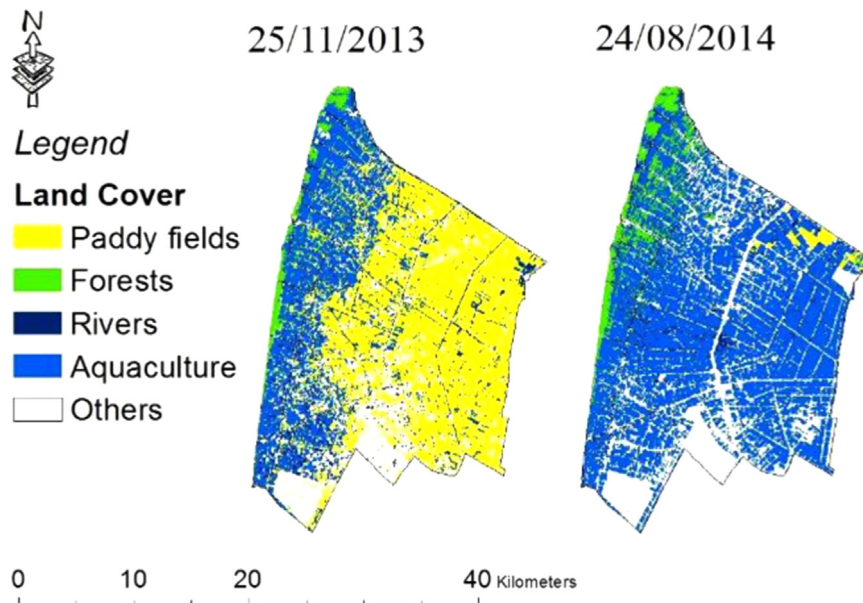 N
25/11/2013
24/08/2014
Legend
Land Cover
Paddy fields
Forests
Rivers
Aquaculture
Others
0 10 20 40 Kilometers